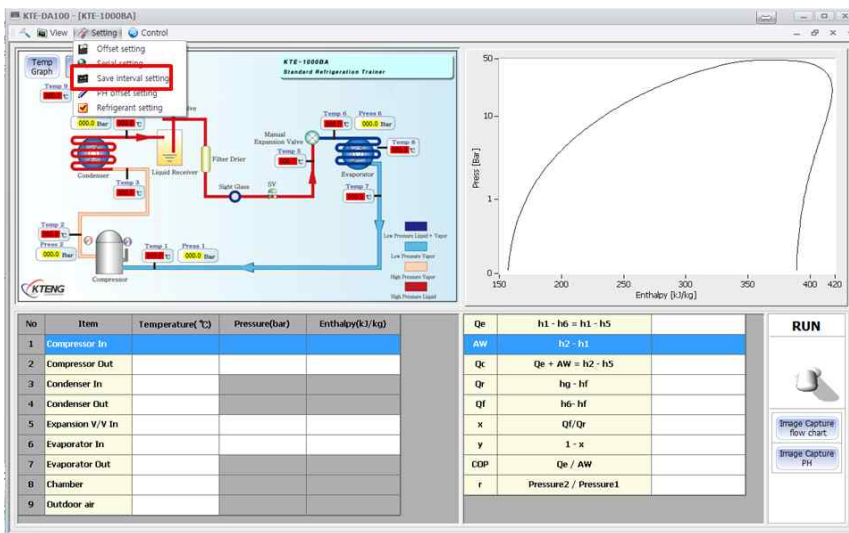 KTE-DA100 - [KTE-1000BA]
View Setting Control
Offset setting
Serial setting
Save interval setting
PH offset setting
Refrigerant setting
Temp
Graph
KTE-1000BA
Standard Refrigeration Trainer
Temp 9
000.0 Bar
℃
Temp 6 Press 6
℃ 000.0 Bar
Manual
Expansion Valve
Temp 8
℃
Temp 5
℃
Filter Drier
Condenser
Liquid Receiver
Evaporator
Temp 3
℃
Sight Glass
SV
Temp 7
℃
Temp 2
℃
Press 2
000.0 Bar
Temp 1 Press 1
℃ 000.0 Bar
Compressor
Low Pressure Liquid + Vapor
Low Pressure Vapor
High Pressure Vapor
High Pressure Liquid
KTENG
Press [Bar]
50
10
1
0
150 200 250 300 350 400 420
Enthalpy [kJ/kg]
No Item Temperature(℃) Pressure(bar) Enthalpy(kJ/kg)
1 Compressor In
2 Compressor Out
3 Condenser In
4 Condenser Out
5 Expansion V/V In
6 Evaporator In
7 Evaporator Out
8 Chamber
9 Outdoor air
Qe h1 - h6 = h1 - h5
AW h2 - h1
Qc Qe + AW = h2 - h5
Qr hg - hf
Qf h6- hf
x Qf/Qr
y 1 - x
COP Qe / AW
r Pressure2 / Pressure1
RUN
Image Capture
flow chart
Image Capture
PH